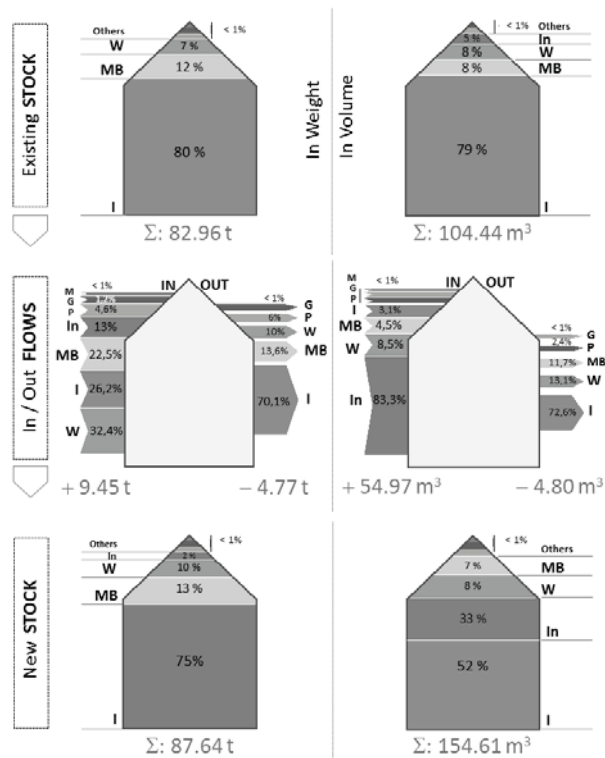 Existing STOCK
Others
W
MB
I
< 1%
7 %
12 %
80 %
Σ: 82.96 t
In Weight
In Volume
< 1%
5 %
8 %
8 %
79 %
Others
In
W
MB
I
Σ: 104.44 m³
In / Out FLOWS
IN OUT
M
G
P
In
MB
I
W
< 1%
1,2%
4,6%
13%
22,5%
26,2%
32,4%
< 1%
6%
10%
13,6%
70,1%
G
P
W
MB
I
+ 9.45 t
− 4.77 t
IN OUT
M
G
P
I
MB
W
In
< 1%
3,1%
4,5%
8,5%
83,3%
< 1%
2,4%
11,7%
13,1%
72,6%
G
P
MB
W
I
+ 54.97 m³
− 4.80 m³
New STOCK
Others
In
W
MB
I
< 1%
2 %
10 %
13 %
75%
Σ: 87.64 t
< 1%
7 %
8 %
33 %
52 %
Others
MB
W
In
I
Σ: 154.61 m³